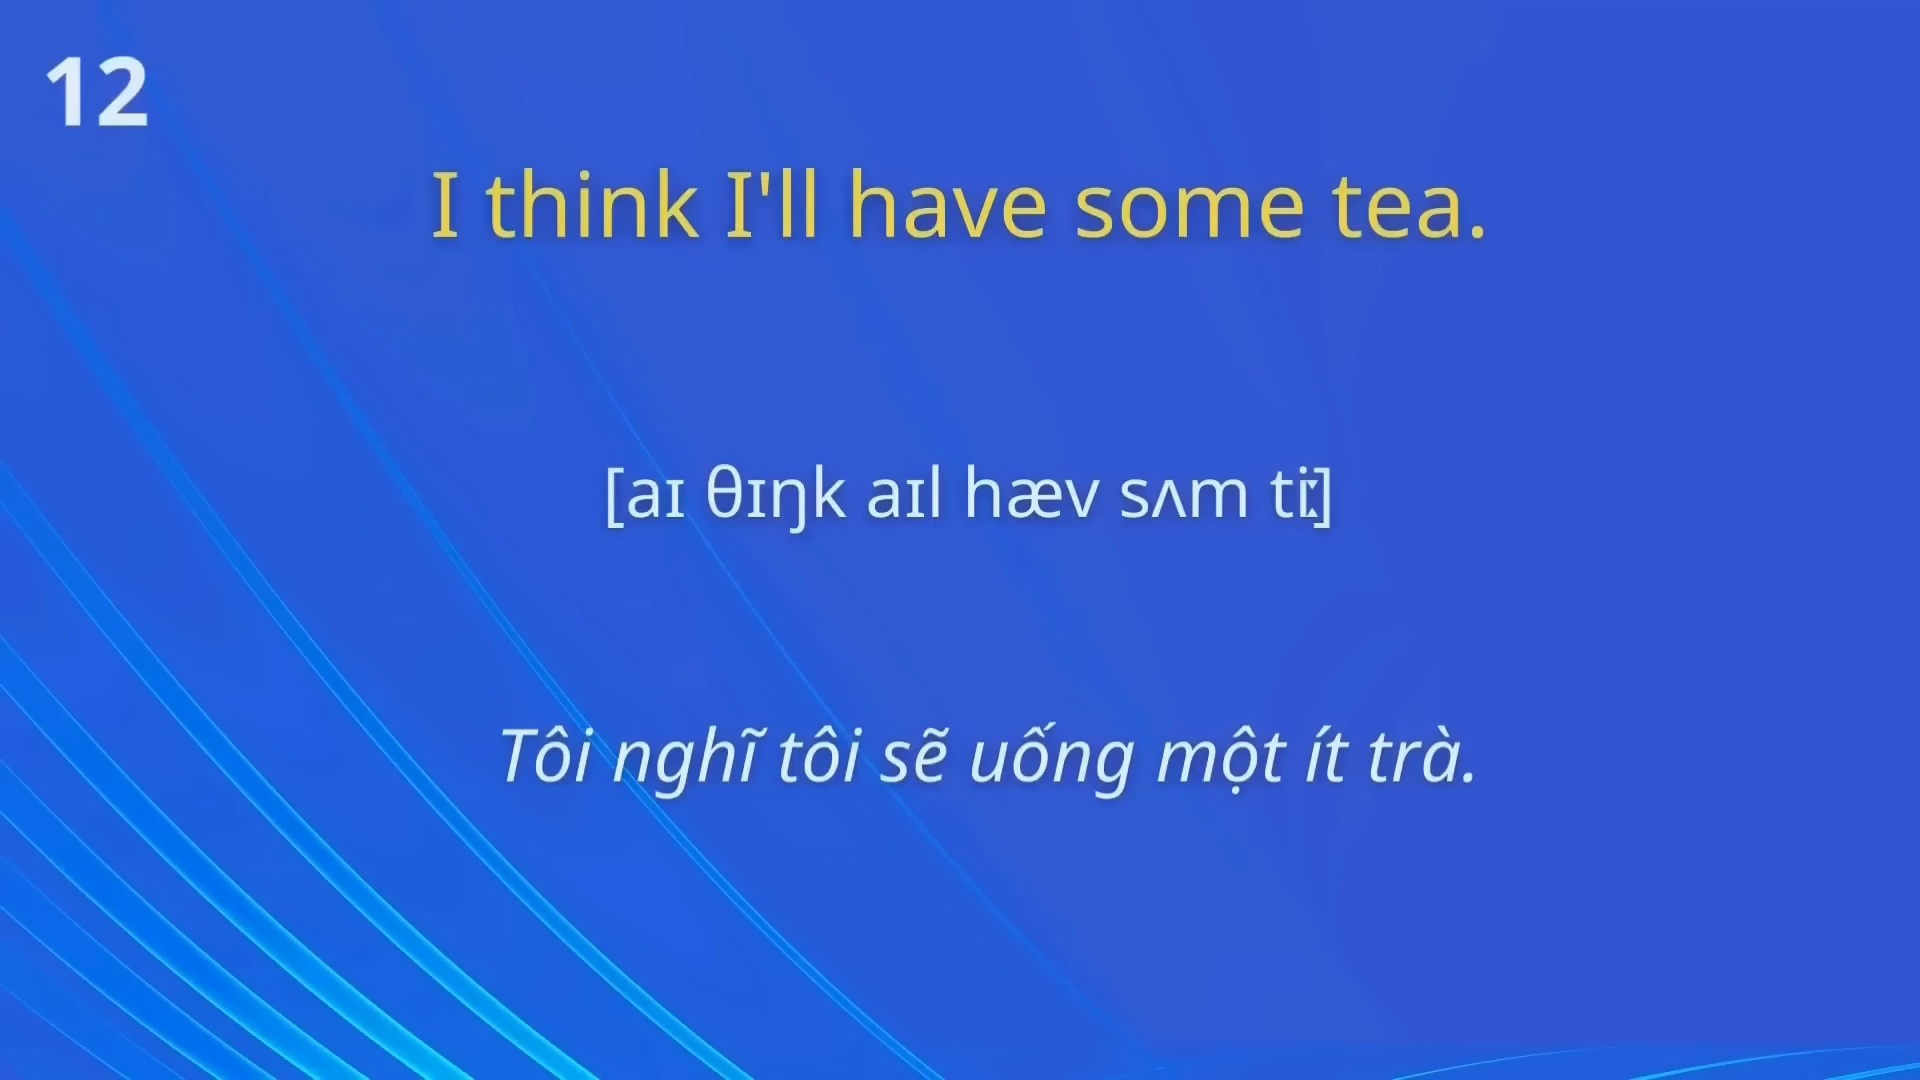 12
I think I'll have some tea.
[aɪ θɪŋk aɪl hæv sʌm tiː]
Tôi nghĩ tôi sẽ uống một ít trà.